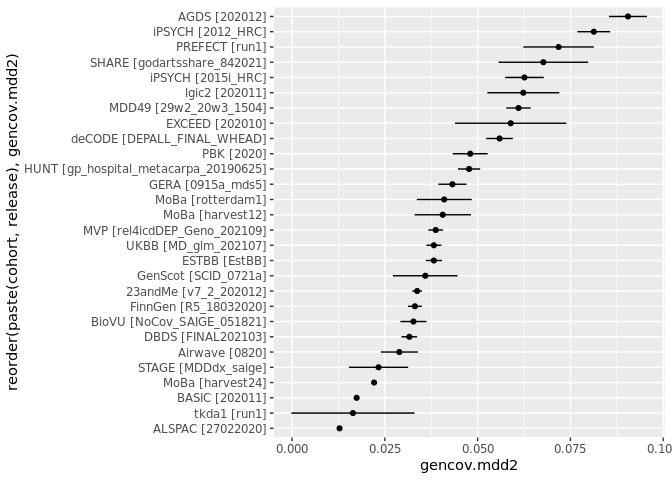 reorder(paste(cohort, release), gencov.mdd2)
AGDS [202012]
iPSYCH [2012_HRC]
PREFECT [run1]
SHARE [godartsshare_842021]
iPSYCH [2015i_HRC]
lgic2 [202011]
MDD49 [29w2_20w3_1504]
EXCEED [202010]
deCODE [DEPALL_FINAL_WHEAD]
PBK [2020]
HUNT [gp_hospital_metacarpa_20190625]
GERA [0915a_mds5]
MoBa [rotterdam1]
MoBa [harvest12]
MVP [rel4icdDEP_Geno_202109]
UKBB [MD_glm_202107]
ESTBB [EstBB]
GenScot [SCID_0721a]
23andMe [v7_2_202012]
FinnGen [R5_18032020]
BioVU [NoCov_SAIGE_051821]
DBDS [FINAL202103]
Airwave [0820]
STAGE [MDDdx_saige]
MoBa [harvest24]
BASIC [202011]
tkda1 [run1]
ALSPAC [27022020]
0.000 0.025 0.050 0.075 0.10
gencov.mdd2